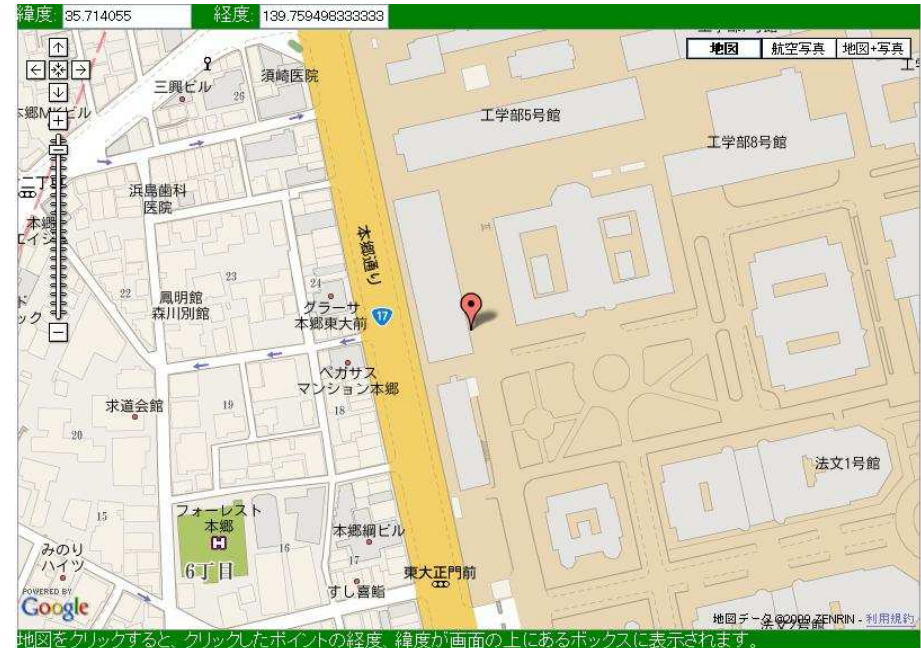 緯度: 35.714055 経度: 139.759498333333
地図 航空写真 地図+写真
三興ビル
26
須崎医院
工学部5号館
工学部8号館
浜島歯科
医院
本郷通り
23
24
22
鳳明館
森川別館
グラーサ
本郷東大前
17
ペガサス
マンション本郷
求道会館
19
18
20
法文1号館
15
フォーレスト
本郷
H
本郷綱ビル
16
17
みのり
ハイツ
6丁目
すし喜鮨
東大正門前
POWERED BY
Google
地図データ ©2009 ZENRIN - 利用規約
地図をクリックすると、クリックしたポイントの経度、緯度が画面の上にあるボックスに表示されます。